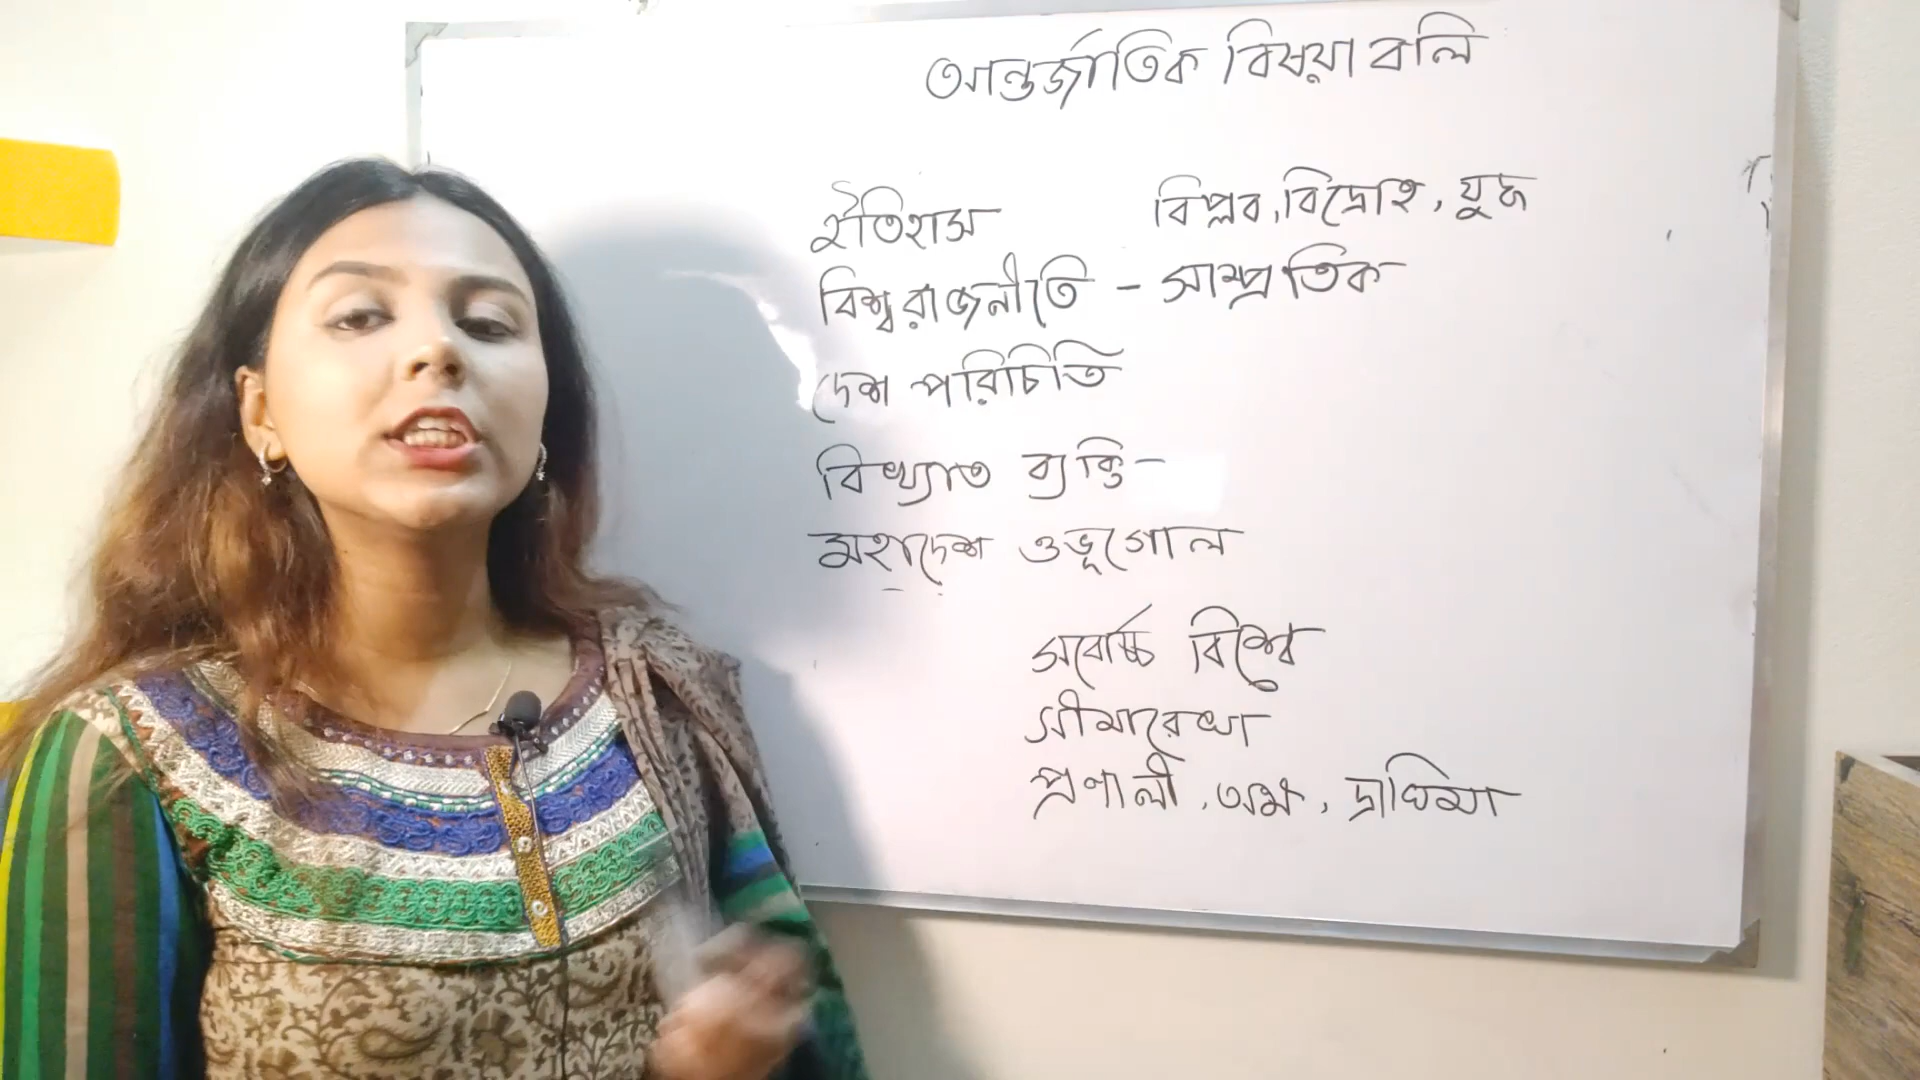 আন্তর্জাতিক বিষয়াবলি
ইতিহাস বিপ্লব, বিদ্রোহ, যুদ্ধ
বিশ্বরাজনীতি - সাম্প্রতিক
দেশ পরিচিতি
বিখ্যাত ব্যক্তি -
মহাদেশ ও ভূগোল
সর্বোচ্চ বিশ্বে
সীমারেখা
প্রণালী, অক্ষ, দ্রাঘিমা